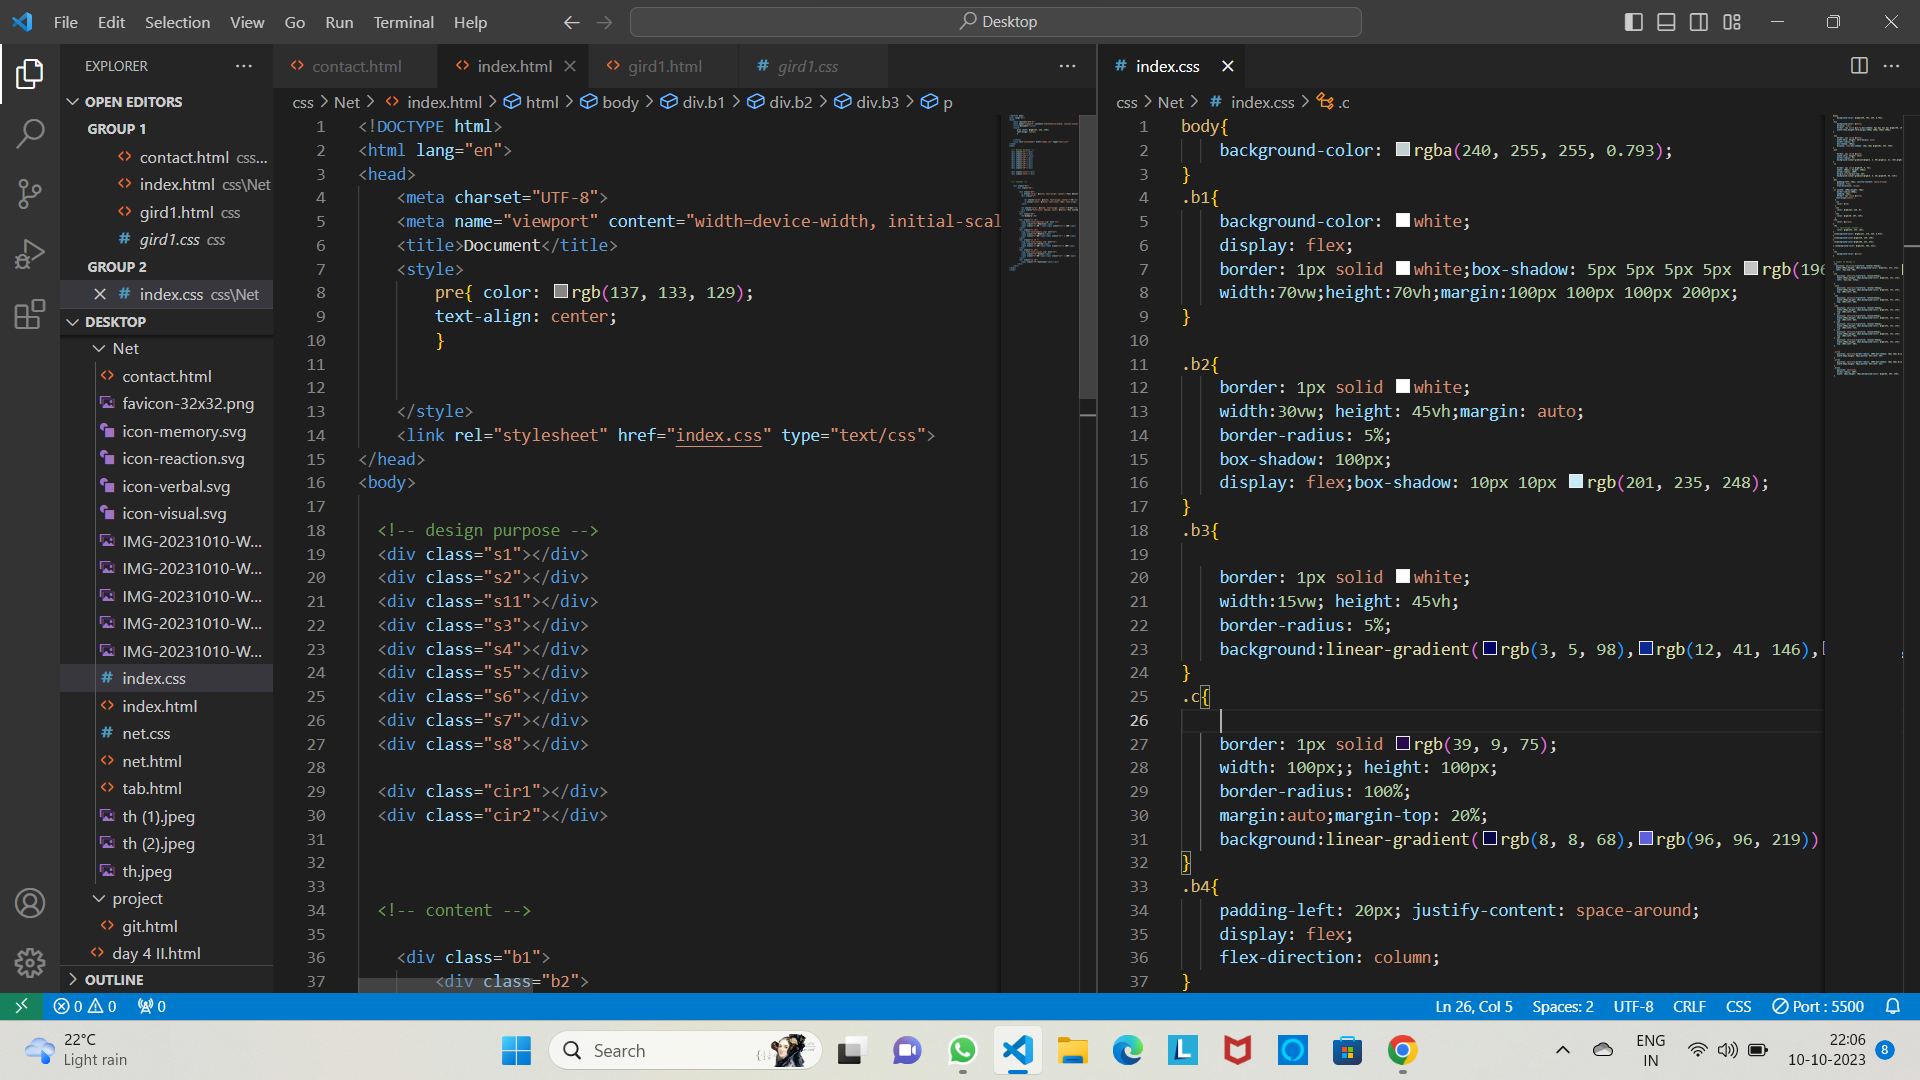 File Edit Selection View Go Run Terminal Help
Desktop
EXPLORER
OPEN EDITORS
GROUP 1
contact.html css...
index.html css\Net
gird1.html css
gird1.css css
GROUP 2
index.css css\Net
DESKTOP
Net
contact.html
favicon-32x32.png
icon-memory.svg
icon-reaction.svg
icon-verbal.svg
icon-visual.svg
IMG-20231010-W...
IMG-20231010-W...
IMG-20231010-W...
IMG-20231010-W...
IMG-20231010-W...
index.css
index.html
net.css
net.html
tab.html
th (1).jpeg
th (2).jpeg
th.jpeg
project
git.html
day 4 II.html
OUTLINE
contact.html index.html gird1.html gird1.css
css > Net > index.html > html > body > div.b1 > div.b2 > div.b3 > p
1 <!DOCTYPE html>
2 <html lang="en">
3 <head>
4 <meta charset="UTF-8">
5 <meta name="viewport" content="width=device-width, initial-scal
6 <title>Document</title>
7 <style>
8 pre{ color: rgb(137, 133, 129);
9 text-align: center;
10 }
11
12
13 </style>
14 <link rel="stylesheet" href="index.css" type="text/css">
15 </head>
16 <body>
17
18 <!-- design purpose -->
19 <div class="s1"></div>
20 <div class="s2"></div>
21 <div class="s11"></div>
22 <div class="s3"></div>
23 <div class="s4"></div>
24 <div class="s5"></div>
25 <div class="s6"></div>
26 <div class="s7"></div>
27 <div class="s8"></div>
28
29 <div class="cir1"></div>
30 <div class="cir2"></div>
31
32
33
34 <!-- content -->
35
36 <div class="b1">
37 <div class="b2">
index.css
css > Net > index.css > .c
1 body{
2 background-color: rgba(240, 255, 255, 0.793);
3 }
4 .b1{
5 background-color: white;
6 display: flex;
7 border: 1px solid white;box-shadow: 5px 5px 5px 5px rgb(196
8 width:70vw;height:70vh;margin:100px 100px 100px 200px;
9 }
10
11 .b2{
12 border: 1px solid white;
13 width:30vw; height: 45vh;margin: auto;
14 border-radius: 5%;
15 box-shadow: 100px;
16 display: flex;box-shadow: 10px 10px rgb(201, 235, 248);
17 }
18 .b3{
19
20 border: 1px solid white;
21 width:15vw; height: 45vh;
22 border-radius: 5%;
23 background:linear-gradient(rgb(3, 5, 98),rgb(12, 41, 146),
24 }
25 .c{
26
27 border: 1px solid rgb(39, 9, 75);
28 width: 100px;; height: 100px;
29 border-radius: 100%;
30 margin:auto;margin-top: 20%;
31 background:linear-gradient(rgb(8, 8, 68),rgb(96, 96, 219))
32 }
33 .b4{
34 padding-left: 20px; justify-content: space-around;
35 display: flex;
36 flex-direction: column;
37 }
0 0 0 Ln 26, Col 5 Spaces: 2 UTF-8 CRLF CSS Port : 5500
22°C
Light rain
Search
ENG
IN
22:06
10-10-2023
8